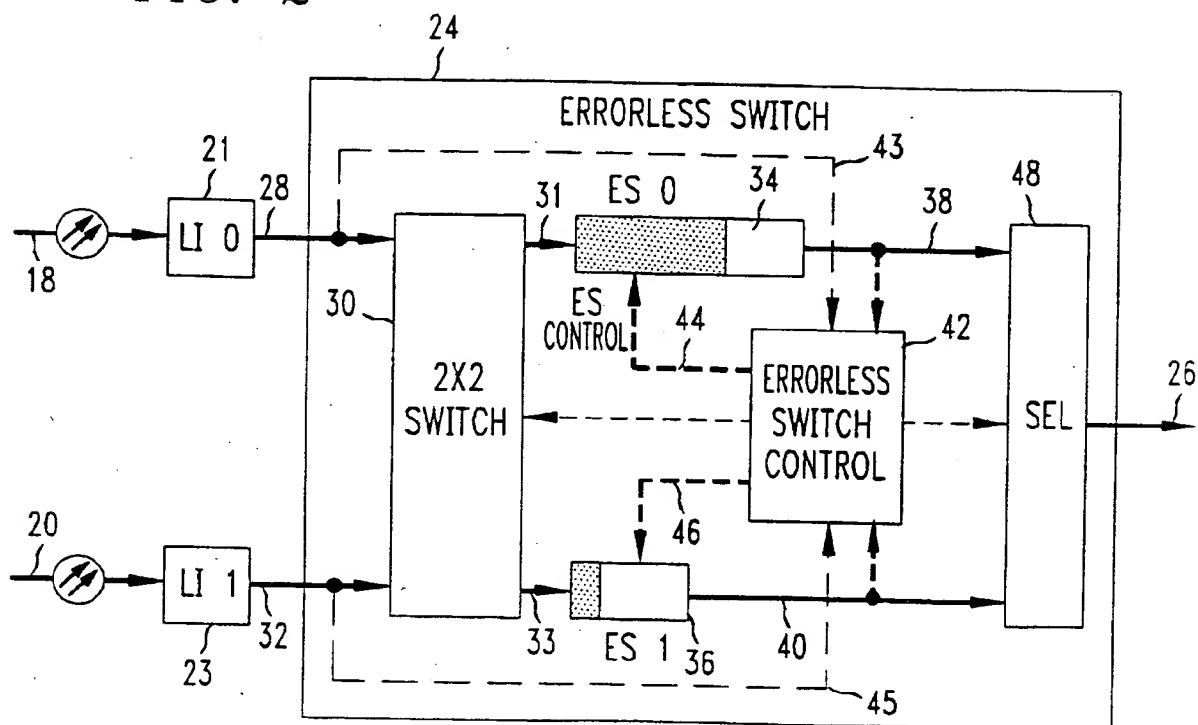 FIG. 2
24
ERRORLESS SWITCH
21
28
LI 0
18
30
2X2
SWITCH
31
ES 0
34
43
38
48
ES
CONTROL
44
42
ERRORLESS
SWITCH
CONTROL
SEL
26
46
20
LI 1
32
23
33
ES 1
36
40
45